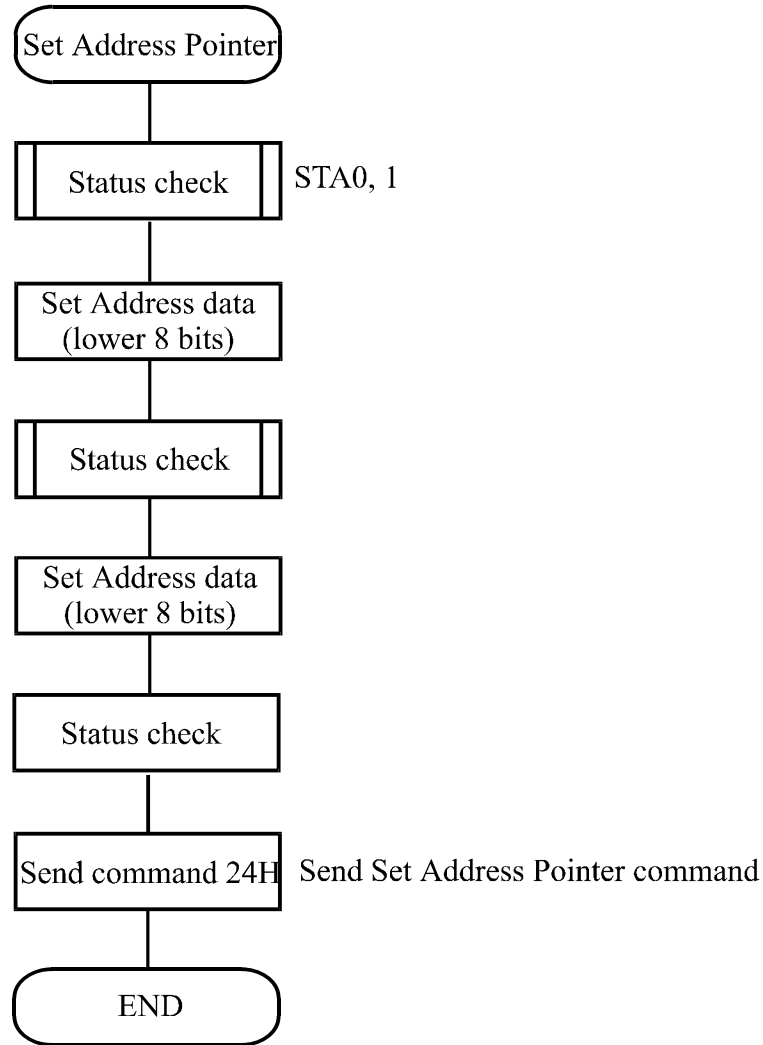 Set Address Pointer
Status check
STA0, 1
Set Address data
(lower 8 bits)
Status check
Set Address data
(lower 8 bits)
Status check
Send command 24H
Send Set Address Pointer command
END